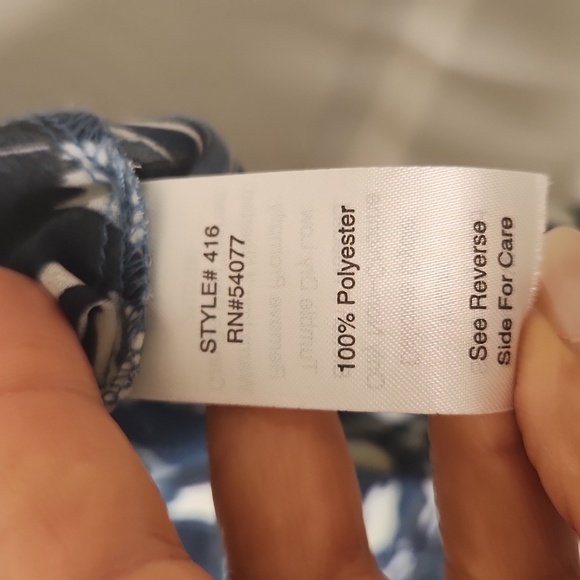 STYLE# 416
RN#54077
100% Polyester
See Reverse
Side For Care